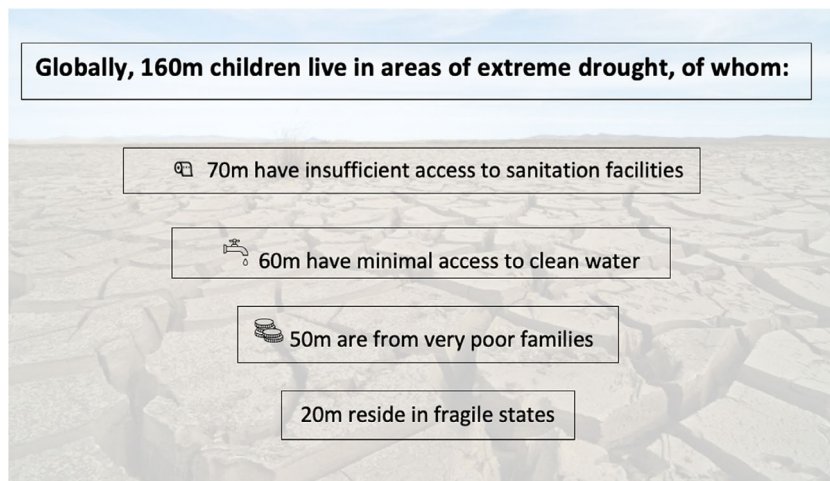 Globally, 160m children live in areas of extreme drought, of whom:
70m have insufficient access to sanitation facilities
60m have minimal access to clean water
50m are from very poor families
20m reside in fragile states